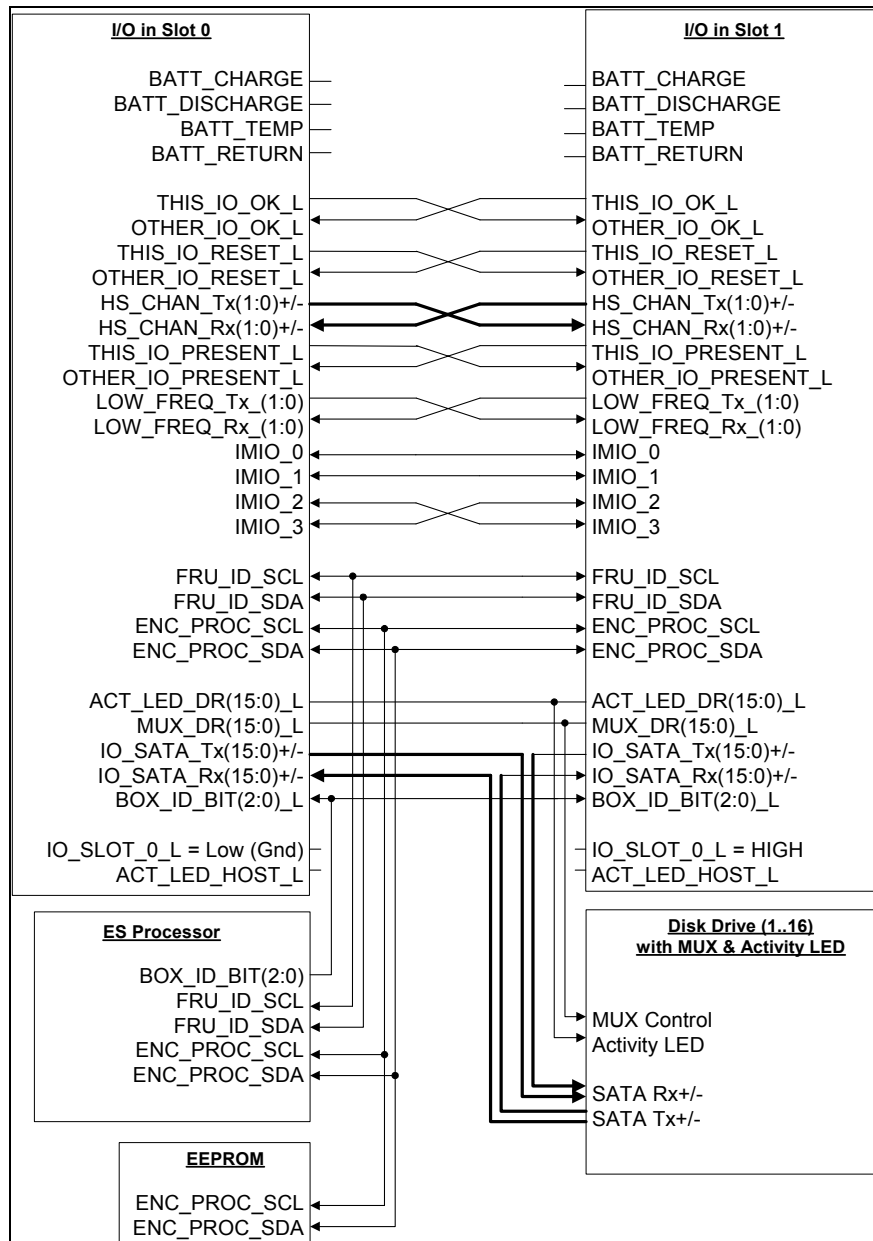 I/O in Slot 0
BATT_CHARGE
BATT_DISCHARGE
BATT_TEMP
BATT_RETURN
THIS_IO_OK_L
OTHER_IO_OK_L
THIS_IO_RESET_L
OTHER_IO_RESET_L
HS_CHAN_Tx(1:0)+/-
HS_CHAN_Rx(1:0)+/-
THIS_IO_PRESENT_L
OTHER_IO_PRESENT_L
LOW_FREQ_Tx_(1:0)
LOW_FREQ_Rx_(1:0)
IMIO_0
IMIO_1
IMIO_2
IMIO_3
FRU_ID_SCL
FRU_ID_SDA
ENC_PROC_SCL
ENC_PROC_SDA
ACT_LED_DR(15:0)_L
MUX_DR(15:0)_L
IO_SATA_Tx(15:0)+/-
IO_SATA_Rx(15:0)+/-
BOX_ID_BIT(2:0)_L
IO_SLOT_0_L = Low (Gnd)
ACT_LED_HOST_L
I/O in Slot 1
BATT_CHARGE
BATT_DISCHARGE
BATT_TEMP
BATT_RETURN
THIS_IO_OK_L
OTHER_IO_OK_L
THIS_IO_RESET_L
OTHER_IO_RESET_L
HS_CHAN_Tx(1:0)+/-
HS_CHAN_Rx(1:0)+/-
THIS_IO_PRESENT_L
OTHER_IO_PRESENT_L
LOW_FREQ_Tx_(1:0)
LOW_FREQ_Rx_(1:0)
IMIO_0
IMIO_1
IMIO_2
IMIO_3
FRU_ID_SCL
FRU_ID_SDA
ENC_PROC_SCL
ENC_PROC_SDA
ACT_LED_DR(15:0)_L
MUX_DR(15:0)_L
IO_SATA_Tx(15:0)+/-
IO_SATA_Rx(15:0)+/-
BOX_ID_BIT(2:0)_L
IO_SLOT_0_L = HIGH
ACT_LED_HOST_L
ES Processor
BOX_ID_BIT(2:0)
FRU_ID_SCL
FRU_ID_SDA
ENC_PROC_SCL
ENC_PROC_SDA
Disk Drive (1..16)
with MUX & Activity LED
MUX Control
Activity LED
SATA Rx+/-
SATA Tx+/-
EEPROM
ENC_PROC_SCL
ENC_PROC_SDA